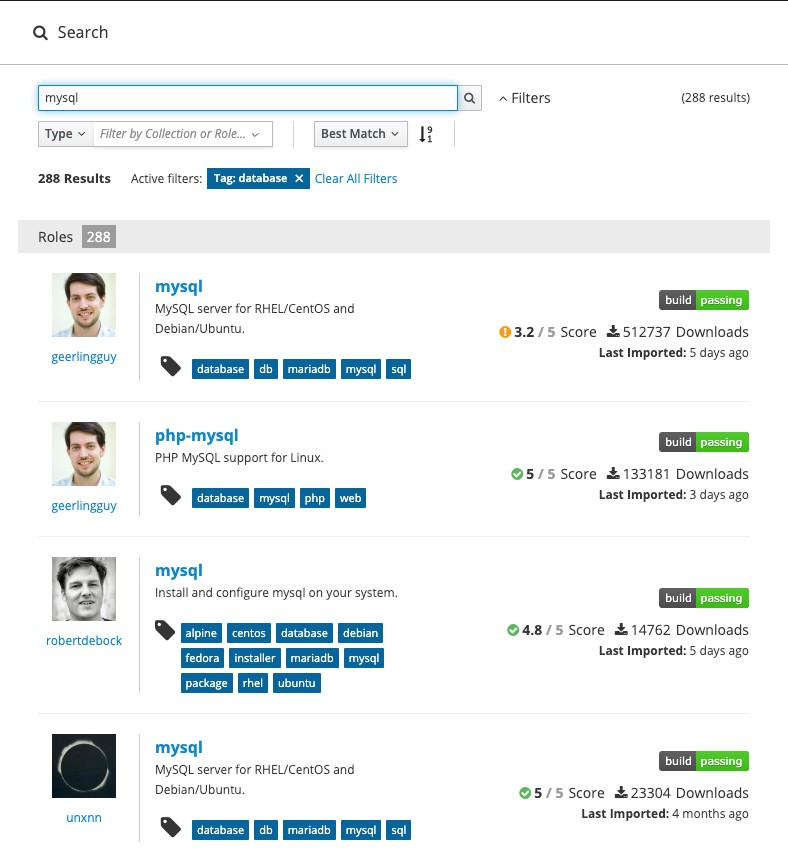 Search
mysql
Filters
(288 results)
Type
Filter by Collection or Role...
Best Match
9
1
288 Results
Active filters:
Tag: database ×
Clear All Filters
Roles 288
mysql
MySQL server for RHEL/CentOS and
Debian/Ubuntu.
geerlingguy
database db mariadb mysql sql
build passing
3.2 / 5 Score 512737 Downloads
Last Imported: 5 days ago
php-mysql
PHP MySQL support for Linux.
geerlingguy
database mysql php web
build passing
5 / 5 Score 133181 Downloads
Last Imported: 3 days ago
mysql
Install and configure mysql on your system.
robertdebock
alpine centos database debian
fedora installer mariadb mysql
package rhel ubuntu
build passing
4.8 / 5 Score 14762 Downloads
Last Imported: 5 days ago
mysql
MySQL server for RHEL/CentOS and
Debian/Ubuntu.
unxnn
database db mariadb mysql sql
build passing
5 / 5 Score 23304 Downloads
Last Imported: 4 months ago